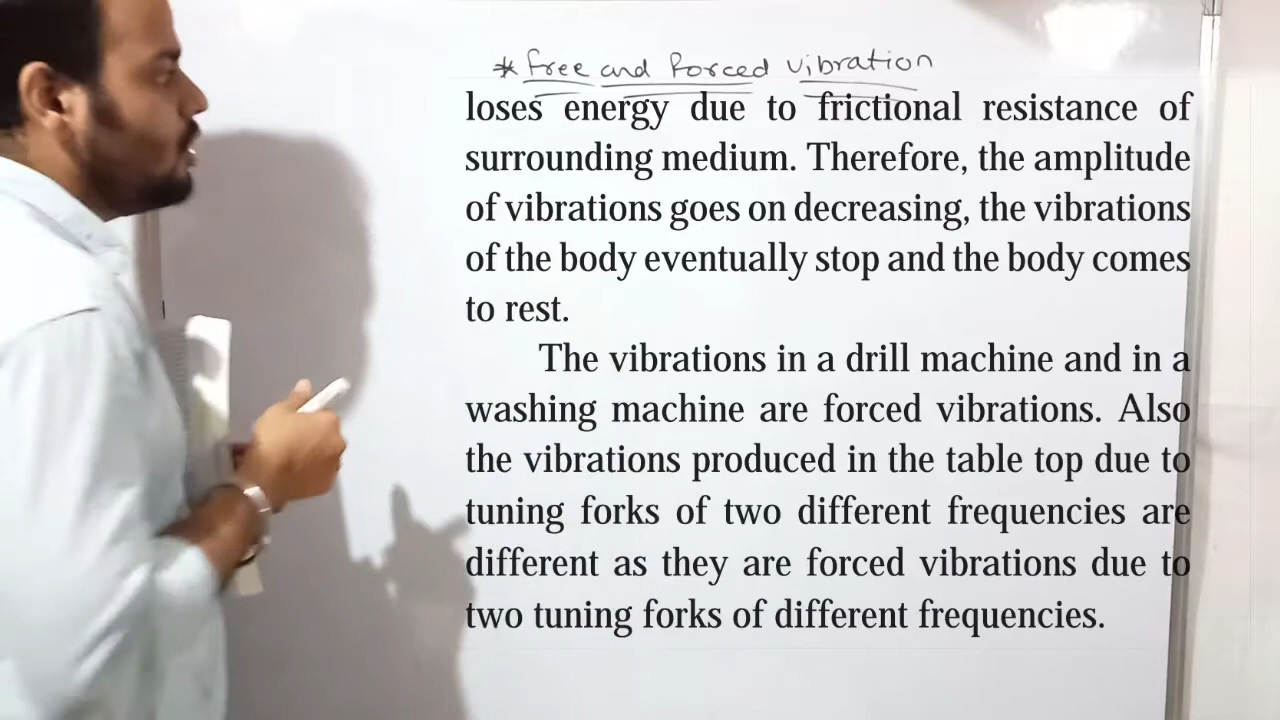 * free and forced vibration
loses energy due to frictional resistance of
surrounding medium. Therefore, the amplitude
of vibrations goes on decreasing, the vibrations
of the body eventually stop and the body comes
to rest.
The vibrations in a drill machine and in a
washing machine are forced vibrations. Also
the vibrations produced in the table top due to
tuning forks of two different frequencies are
different as they are forced vibrations due to
two tuning forks of different frequencies.